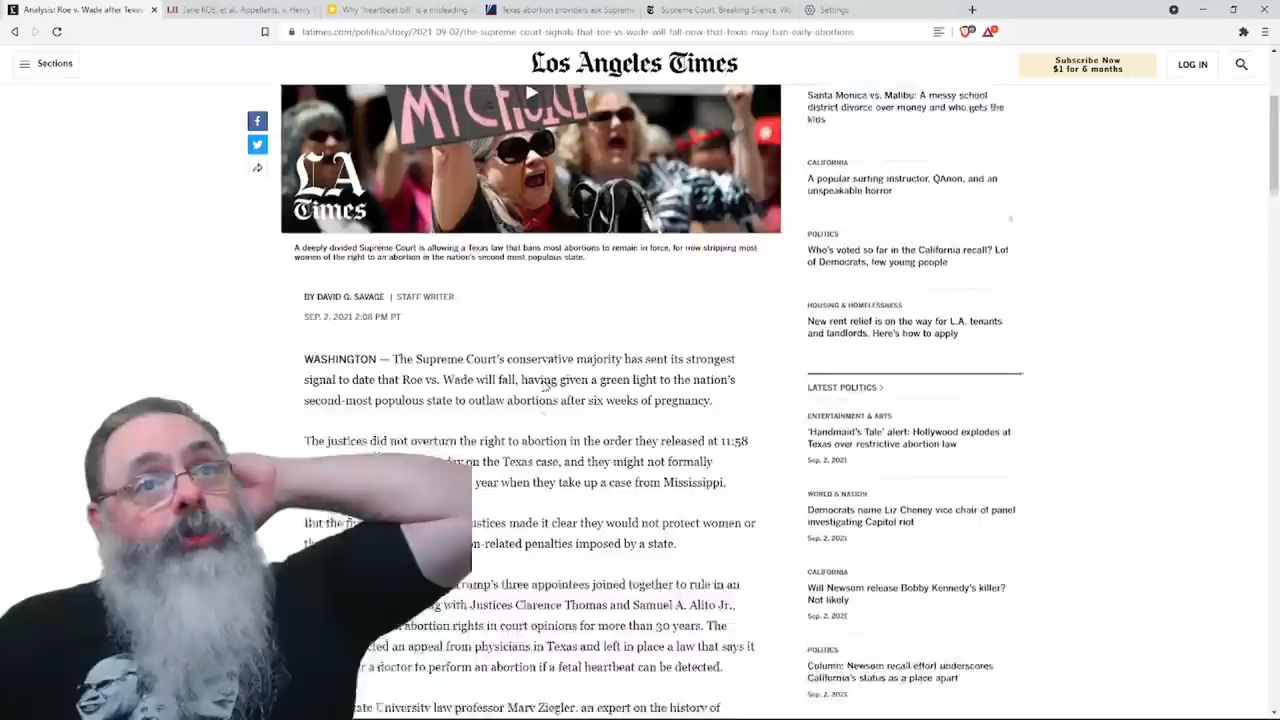 Analysis: Roe v. Wade after Texas
Jane ROE, et al., Appellants, v. Henry
Why 'heartbeat bill' is a misleading
Texas abortion providers ask Supreme
Supreme Court, Breaking Silence, Wo
Settings
latimes.com/politics/story/2021-09-02/the-supreme-court-signals-that-roe-vs-wade-will-fall-now-that-texas-may-ban-early-abortions
Sections
Los Angeles Times
Subscribe Now
$1 for 6 months
LOG IN
MY CHOICE
LA
Times
A deeply divided Supreme Court is allowing a Texas law that bans most abortions to remain in force, for now stripping most
women of the right to an abortion in the nation's second most populous state.
BY DAVID G. SAVAGE | STAFF WRITER
SEP. 2, 2021 2:08 PM PT
WASHINGTON — The Supreme Court's conservative majority has sent its strongest
signal to date that Roe vs. Wade will fall, having given a green light to the nation's
second-most populous state to outlaw abortions after six weeks of pregnancy.
The justices did not overturn the right to abortion in the order they released at 11:58
on the Texas case, and they might not formally
year when they take up a case from Mississippi.
But the
justices made it clear they would not protect women or
on-related penalties imposed by a state.
Trump's three appointees joined together to rule in an
with Justices Clarence Thomas and Samuel A. Alito Jr.,
abortion rights in court opinions for more than 30 years. The
cted an appeal from physicians in Texas and left in place a law that says it
r a doctor to perform an abortion if a fetal heartbeat can be detected.
ate University law professor Mary Ziegler, an expert on the history of
Santa Monica vs. Malibu: A messy school
district divorce over money and who gets the
kids
CALIFORNIA
A popular surfing instructor, QAnon, and an
unspeakable horror
POLITICS
Who's voted so far in the California recall? Lot
of Democrats, few young people
HOUSING & HOMELESSNESS
New rent relief is on the way for L.A. tenants
and landlords. Here's how to apply
LATEST POLITICS >
ENTERTAINMENT & ARTS
'Handmaid's Tale' alert: Hollywood explodes at
Texas over restrictive abortion law
Sep. 2, 2021
WORLD & NATION
Democrats name Liz Cheney vice chair of panel
investigating Capitol riot
Sep. 2, 2021
CALIFORNIA
Will Newsom release Bobby Kennedy's killer?
Not likely
Sep. 2, 2021
POLITICS
Column: Newsom recall effort underscores
California's status as a place apart
Sep. 2, 2021